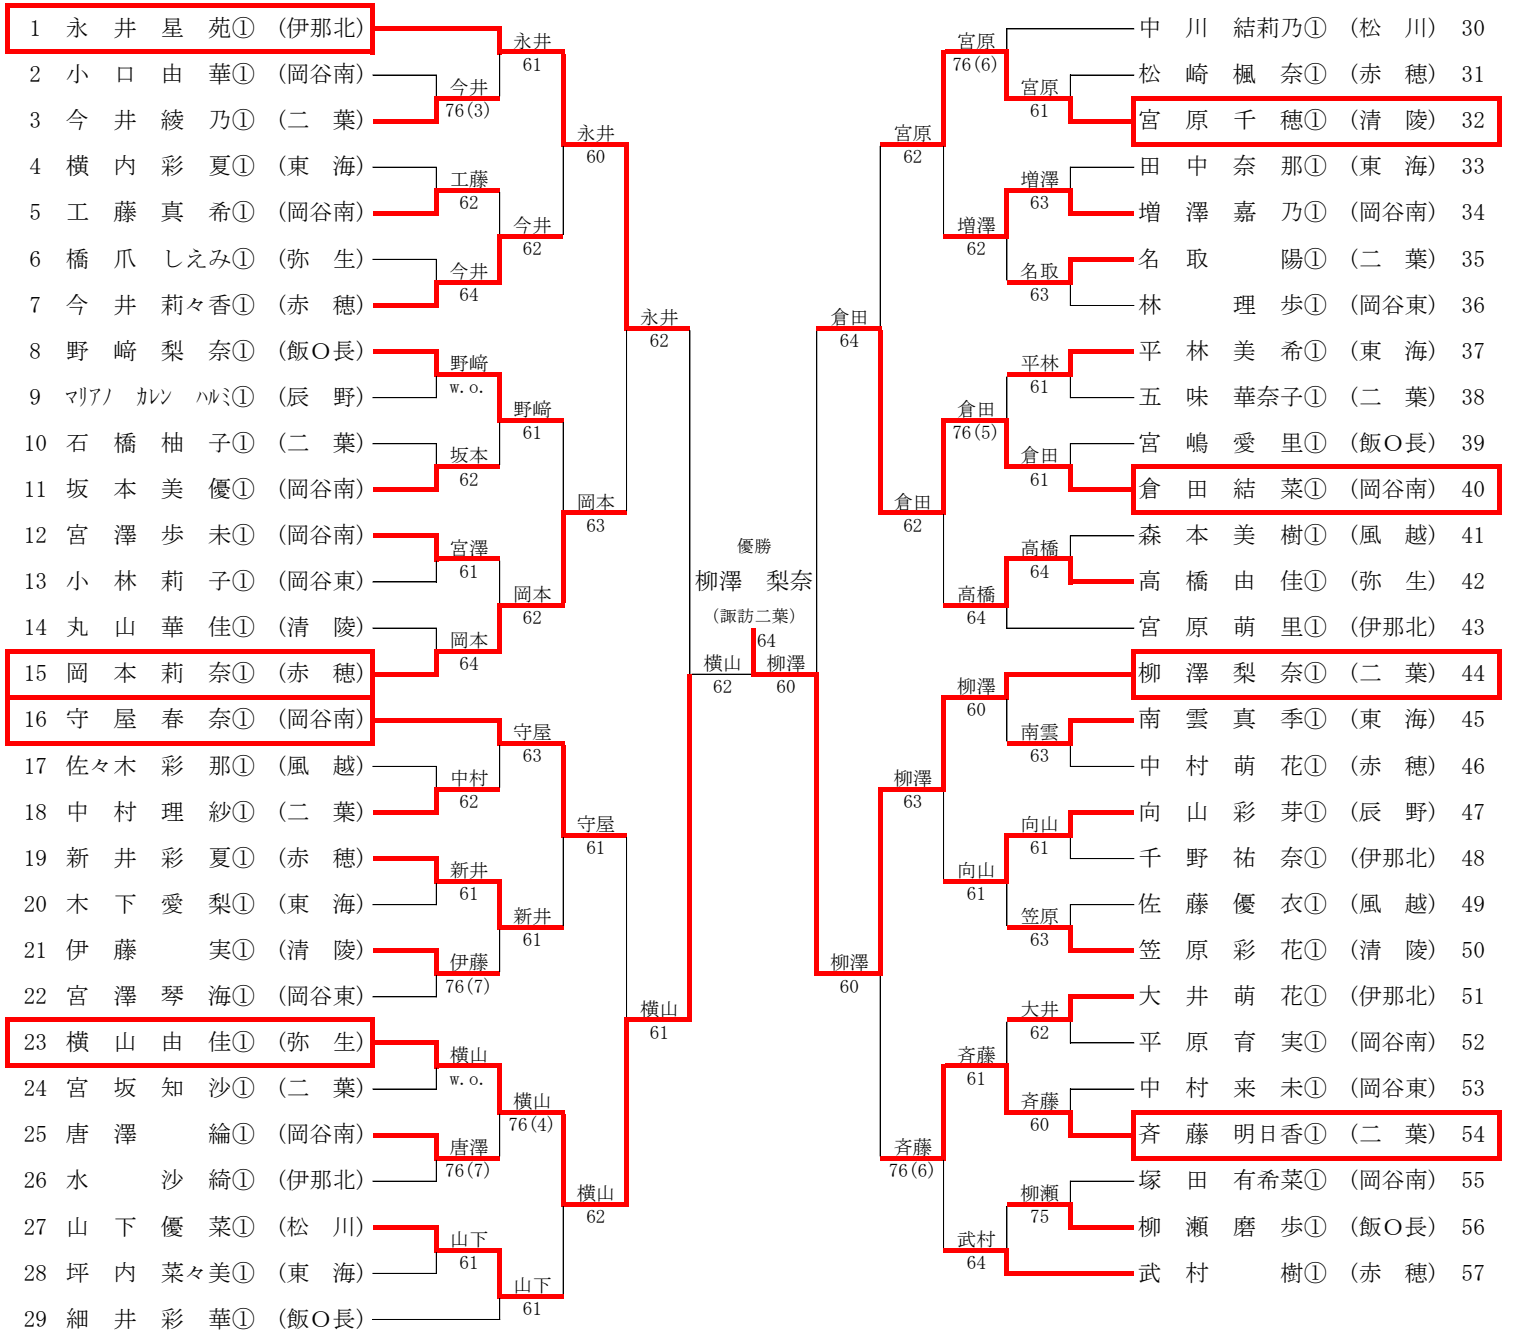 1 永井星苑① (伊那北)
2 小口由華① (岡谷南)
3 今井綾乃① (二葉)
4 横内彩夏① (東海)
5 工藤真希① (岡谷南)
6 橋爪しえみ① (弥生)
7 今井莉々香① (赤穂)
8 野﨑梨奈① (飯O長)
9 ﾏﾘｱﾉ ｶﾚﾝ ﾊﾙﾐ① (辰野)
10 石橋柚子① (二葉)
11 坂本美優① (岡谷南)
12 宮澤歩未① (岡谷南)
13 小林莉子① (岡谷東)
14 丸山華佳① (清陵)
15 岡本莉奈① (赤穂)
16 守屋春奈① (岡谷南)
17 佐々木彩那① (風越)
18 中村理紗① (二葉)
19 新井彩夏① (赤穂)
20 木下愛梨① (東海)
21 伊藤実① (清陵)
22 宮澤琴海① (岡谷東)
23 横山由佳① (弥生)
24 宮坂知沙① (二葉)
25 唐澤綸① (岡谷南)
26 水沙綺① (伊那北)
27 山下優菜① (松川)
28 坪内菜々美① (東海)
29 細井彩華① (飯O長)
今井
76(3)
工藤
62
今井
64
野﨑
w.o.
坂本
62
宮澤
61
岡本
64
中村
62
新井
61
伊藤
76(7)
横山
w.o.
唐澤
76(7)
山下
61
永井
61
今井
62
野﨑
61
岡本
62
守屋
63
新井
61
横山
76(4)
山下
61
永井
60
岡本
63
守屋
61
横山
62
永井
62
横山
61
横山
62
優勝
柳澤 梨奈
(諏訪二葉)
64
柳澤
60
倉田
64
柳澤
60
宮原
62
倉田
62
柳澤
63
斉藤
76(6)
宮原
76(6)
増澤
62
倉田
76(5)
高橋
64
柳澤
60
向山
61
斉藤
61
武村
64
宮原
61
増澤
63
名取
63
平林
61
倉田
61
高橋
64
南雲
63
向山
61
笠原
63
大井
62
斉藤
60
柳瀬
75
中川結莉乃① (松川) 30
松崎楓奈① (赤穂) 31
宮原千穂① (清陵) 32
田中奈那① (東海) 33
増澤嘉乃① (岡谷南) 34
名取陽① (二葉) 35
林理歩① (岡谷東) 36
平林美希① (東海) 37
五味華奈子① (二葉) 38
宮嶋愛里① (飯O長) 39
倉田結菜① (岡谷南) 40
森本美樹① (風越) 41
高橋由佳① (弥生) 42
宮原萌里① (伊那北) 43
柳澤梨奈① (二葉) 44
南雲真季① (東海) 45
中村萌花① (赤穂) 46
向山彩芽① (辰野) 47
千野祐奈① (伊那北) 48
佐藤優衣① (風越) 49
笠原彩花① (清陵) 50
大井萌花① (伊那北) 51
平原育実① (岡谷南) 52
中村来未① (岡谷東) 53
斉藤明日香① (二葉) 54
塚田有希菜① (岡谷南) 55
柳瀬磨歩① (飯O長) 56
武村樹① (赤穂) 57